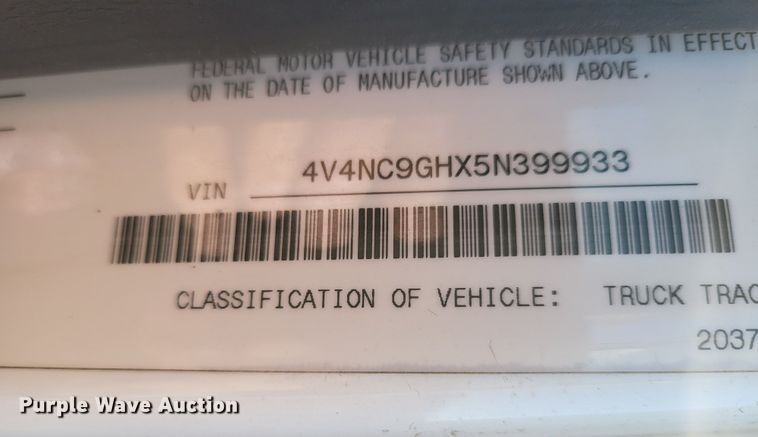 FEDERAL MOTOR VEHICLE SAFETY STANDARDS IN EFFECT
ON THE DATE OF MANUFACTURE SHOWN ABOVE.
VIN 4V4NC9GHX5N399933
CLASSIFICATION OF VEHICLE: TRUCK TRAC
2037
Purple Wave Auction